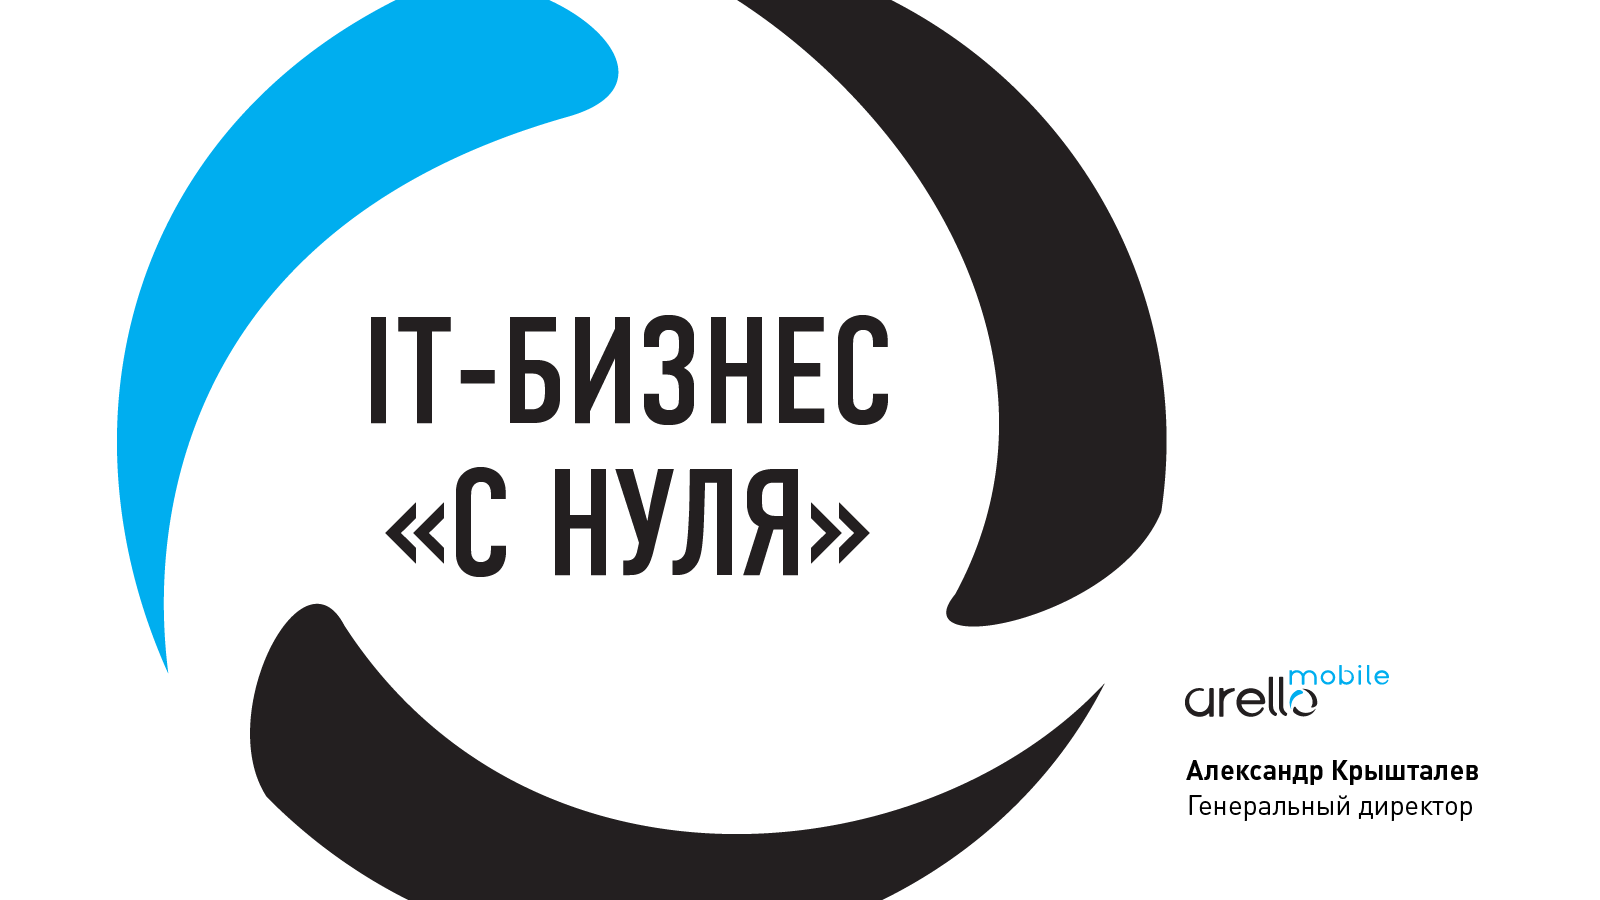 IT-БИЗНЕС
«С НУЛЯ»
mobile
arello
Александр Крышталев
Генеральный директор